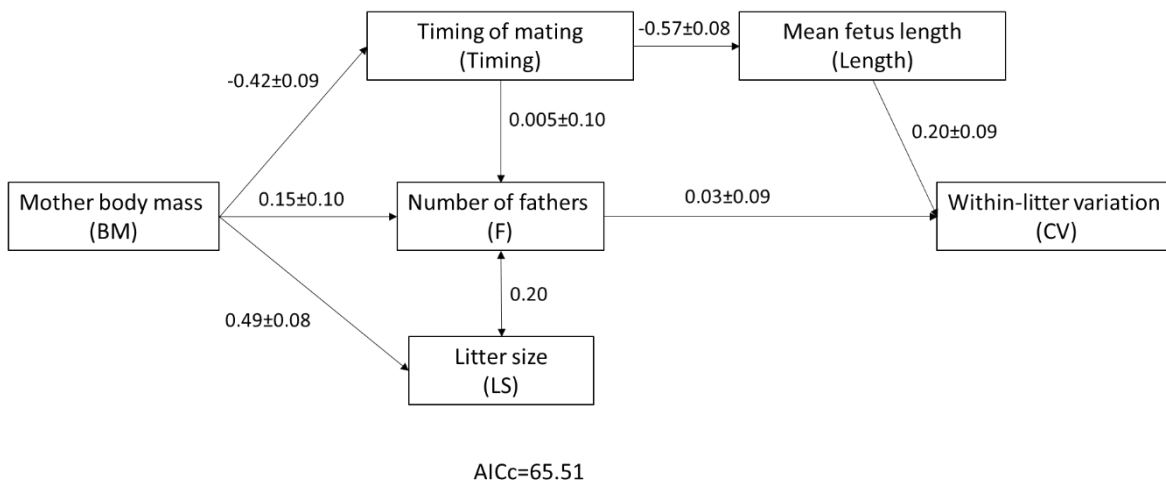 Timing of mating
(Timing)
-0.57±0.08
Mean fetus length
(Length)
-0.42±0.09
0.005±0.10
0.20±0.09
Mother body mass
(BM)
0.15±0.10
Number of fathers
(F)
0.03±0.09
Within-litter variation
(CV)
0.49±0.08
0.20
Litter size
(LS)
AICc=65.51